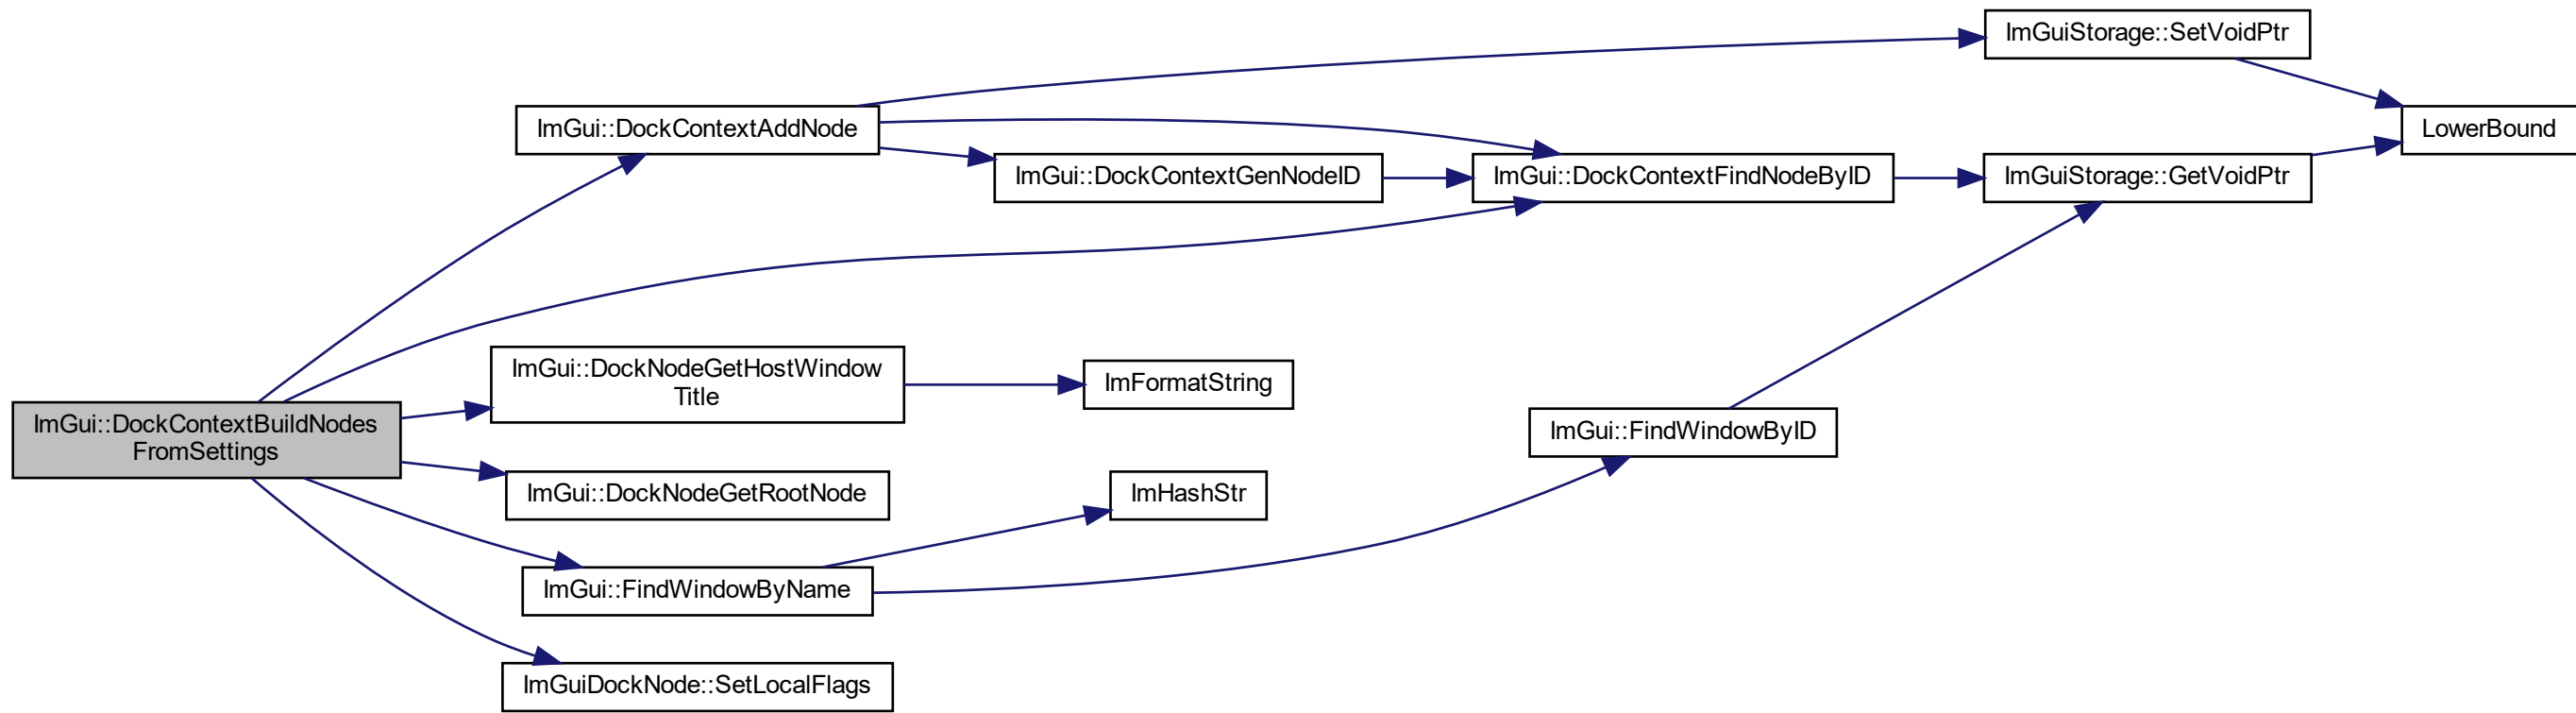 ImGuiStorage::SetVoidPtr
ImGui::DockContextAddNode
LowerBound
ImGui::DockContextGenNodeID
ImGui::DockContextFindNodeByID
ImGuiStorage::GetVoidPtr
ImGui::DockNodeGetHostWindow
Title
ImFormatString
ImGui::DockContextBuildNodes
FromSettings
ImGui::FindWindowByID
ImGui::DockNodeGetRootNode
ImHashStr
ImGui::FindWindowByName
ImGuiDockNode::SetLocalFlags